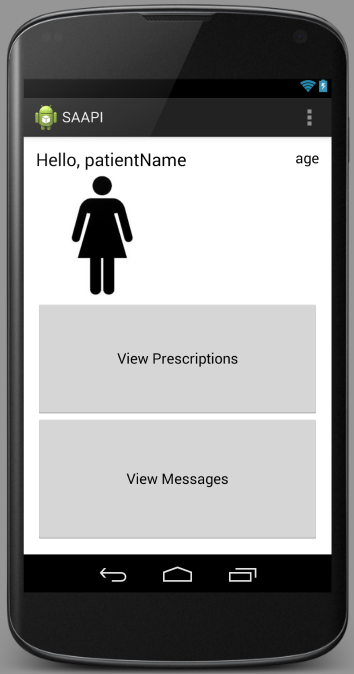 SAAPI
Hello, patientName age
View Prescriptions
View Messages